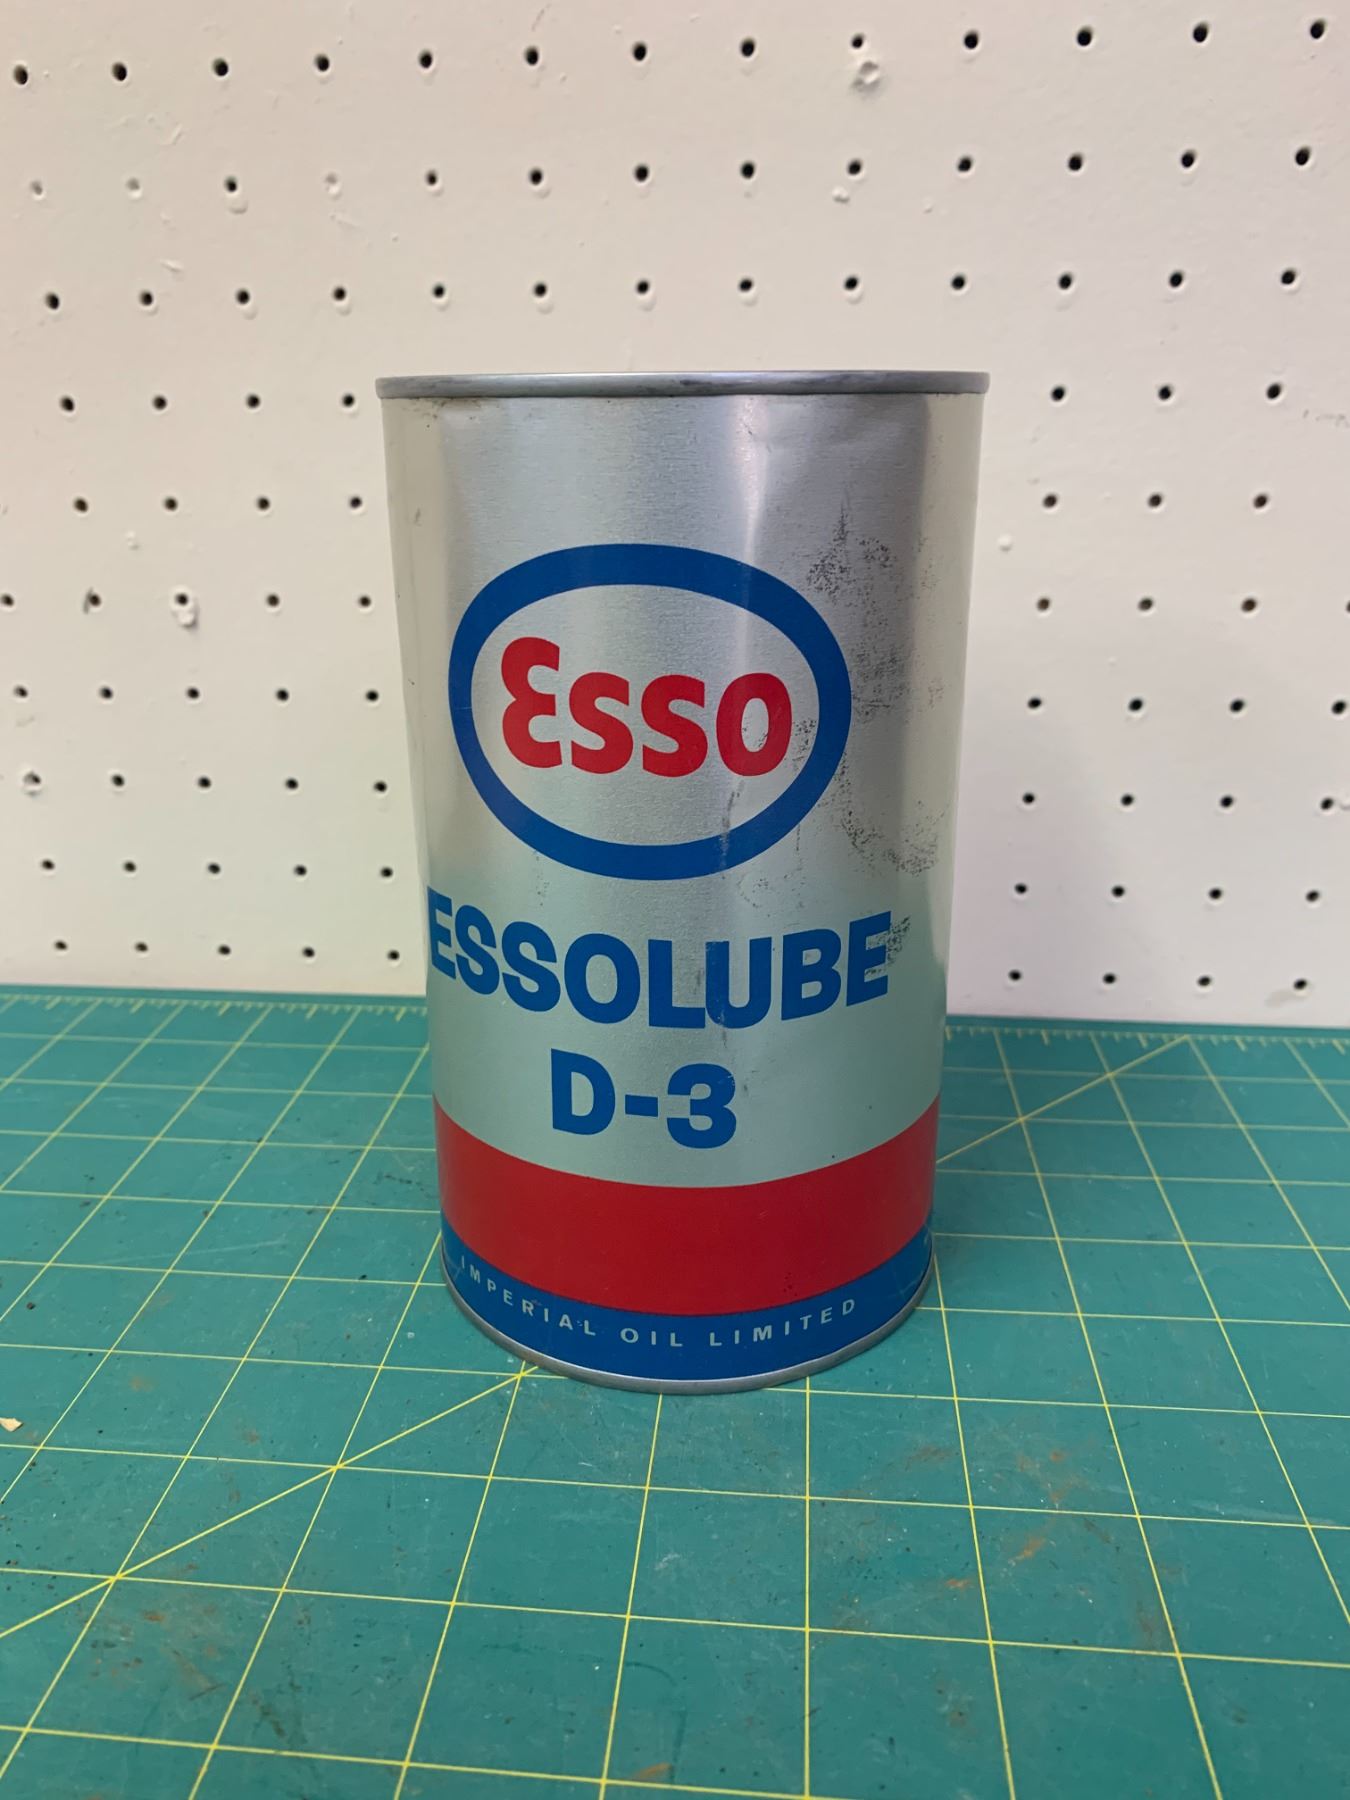 Esso
ESSOLUBE
D-3
IMPERIAL OIL LIMITED